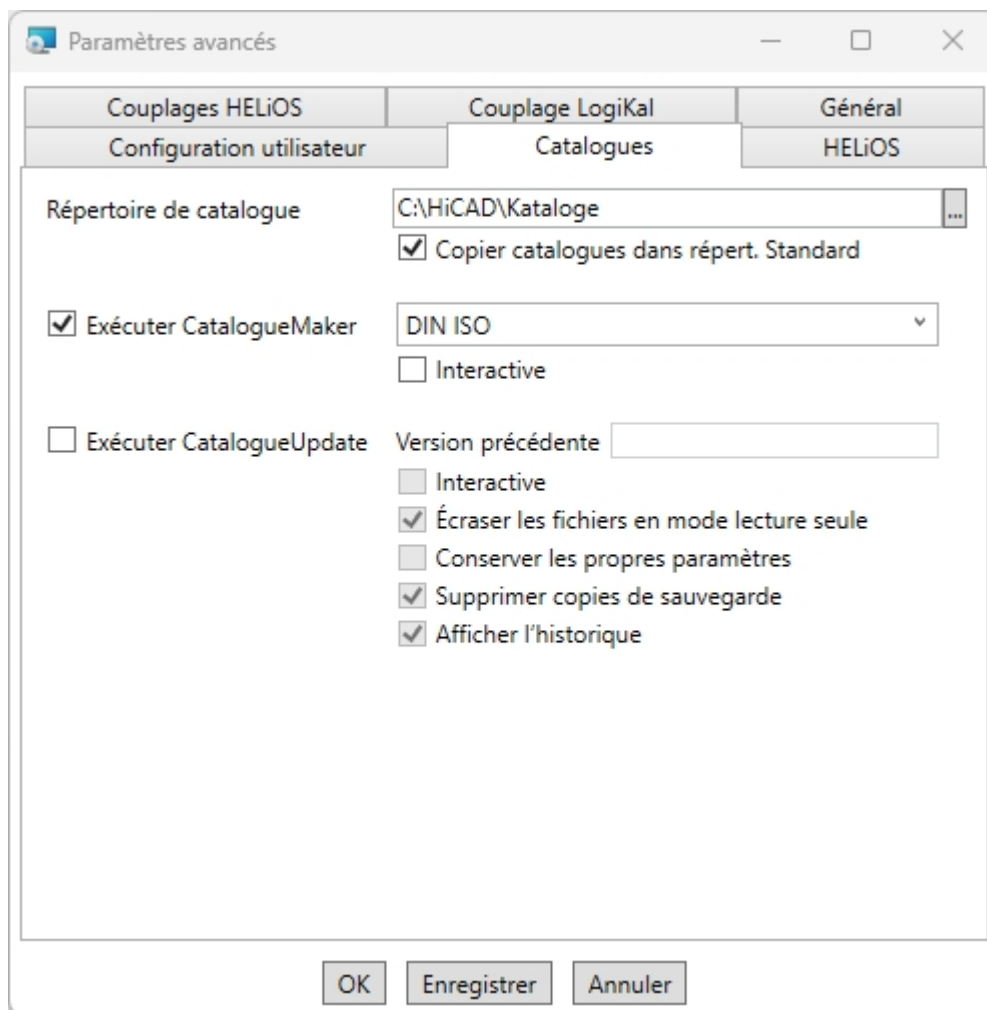 Paramètres avancés
Couplages HELiOS
Couplage LogiKal
Général
Configuration utilisateur
Catalogues
HELiOS
Répertoire de catalogue
C:\HiCAD\Kataloge
...
Copier catalogues dans répert. Standard
Exécuter CatalogueMaker
DIN ISO
Interactive
Exécuter CatalogueUpdate
Version précédente
Interactive
Écraser les fichiers en mode lecture seule
Conserver les propres paramètres
Supprimer copies de sauvegarde
Afficher l'historique
OK
Enregistrer
Annuler